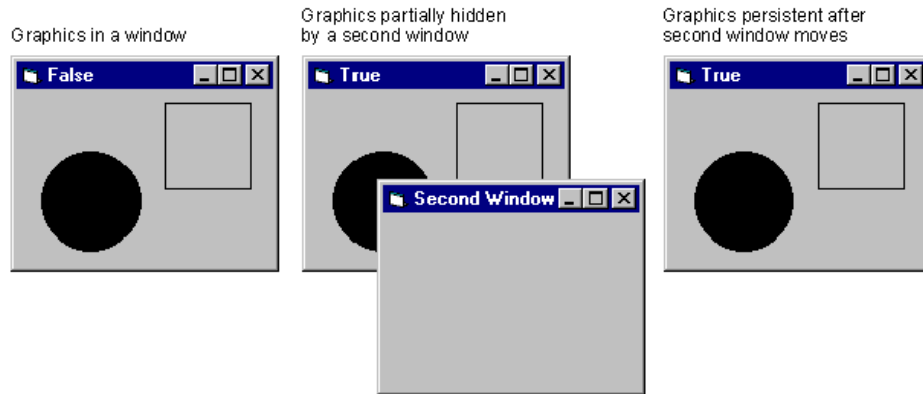 Graphics in a window
Graphics partially hidden
by a second window
Graphics persistent after
second window moves
False
True
True
Second Window